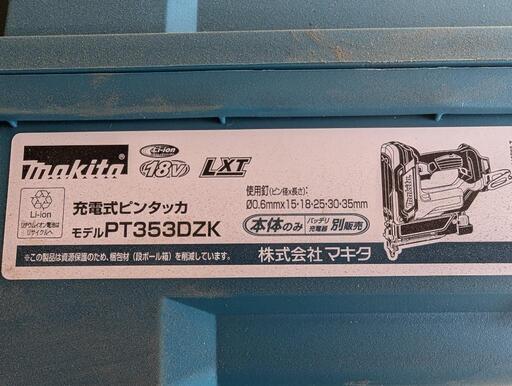 makita
Li-ion
18V
LXT
Li-ion
リチウムイオン電池は
リサイクルへ
充電式ピンタッカ
モデルPT353DZK
使用釘(ピン径x長さ):
Ø0.6mmx15・18・25・30・35mm
本体のみ
バッテリ
充電器
別販売
※この製品は資源保護のため、梱包材(段ボール箱)を削減しています。
株式会社マキタ